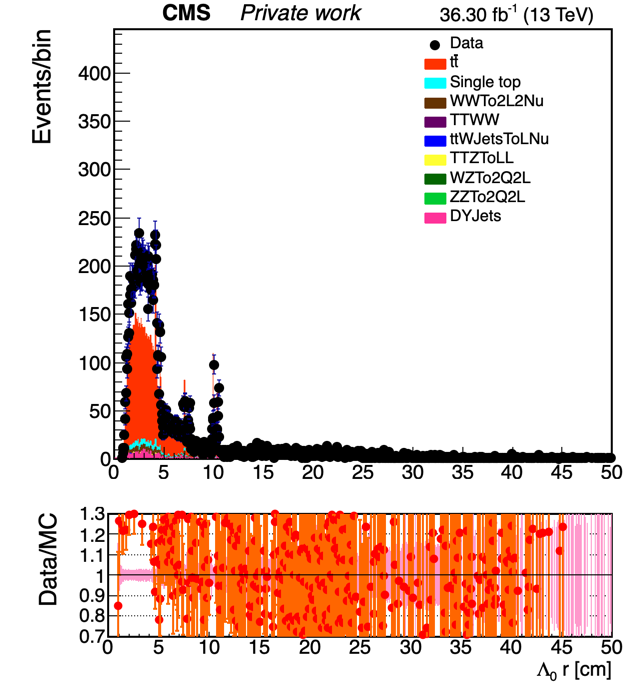 CMS Private work 36.30 fb⁻¹ (13 TeV)
Events/bin
400
350
300
250
200
150
100
50
0
Data
tt̄
Single top
WWTo2L2Nu
TTWW
ttWJetsToLNu
TTZToLL
WZTo2Q2L
ZZTo2Q2L
DYJets
0 5 10 15 20 25 30 35 40 45 50
Data/MC
1.3
1.2
1.1
1
0.9
0.8
0.7
0 5 10 15 20 25 30 35 40 45 50
Λ₀ r [cm]